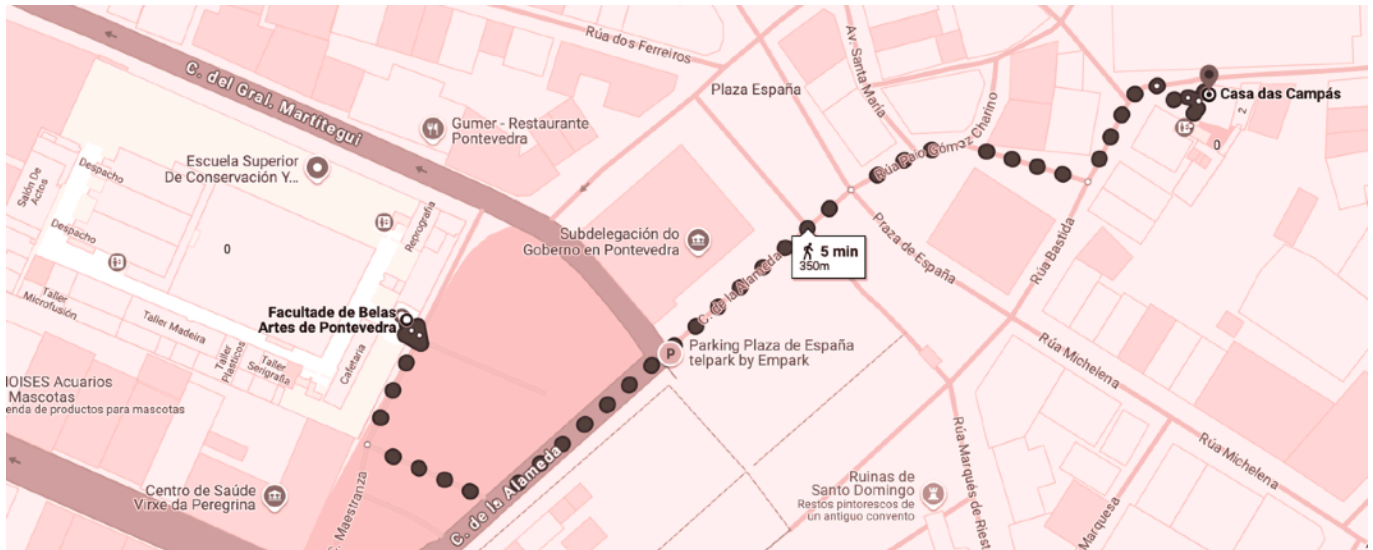 Rúa dos Ferreiros
Av. Santa María
C. del Gral. Martitegui
Plaza España
Casa das Campás
2
0
Gumer - Restaurante
Pontevedra
Escuela Superior
De Conservación Y...
Rúa Paio Gómez Charino
Despacho
Salón De
Actos
Reprografía
Despacho
0
Subdelegación do
Goberno en Pontevedra
Plaza de España
5 min
350m
Rúa Bastida
C. de la Alameda
Facultade de Belas
Artes de Pontevedra
Taller
Microfusión
Taller Madeira
Taller
Plasticos
Taller
Serigrafía
Cafetaría
P
Parking Plaza de España
telpark by Empark
Rúa Michelena
Rúa Michelena
MOISES Acuarios
Mascotas
enda de productos para mascotas
C. de la Alameda
Rúa Marqués de Riest
Ruinas de
Santo Domingo
Restos pintorescos de
un antiguo convento
Centro de Saúde
Virxe da Peregrina
C. Maestranza
Marquesa